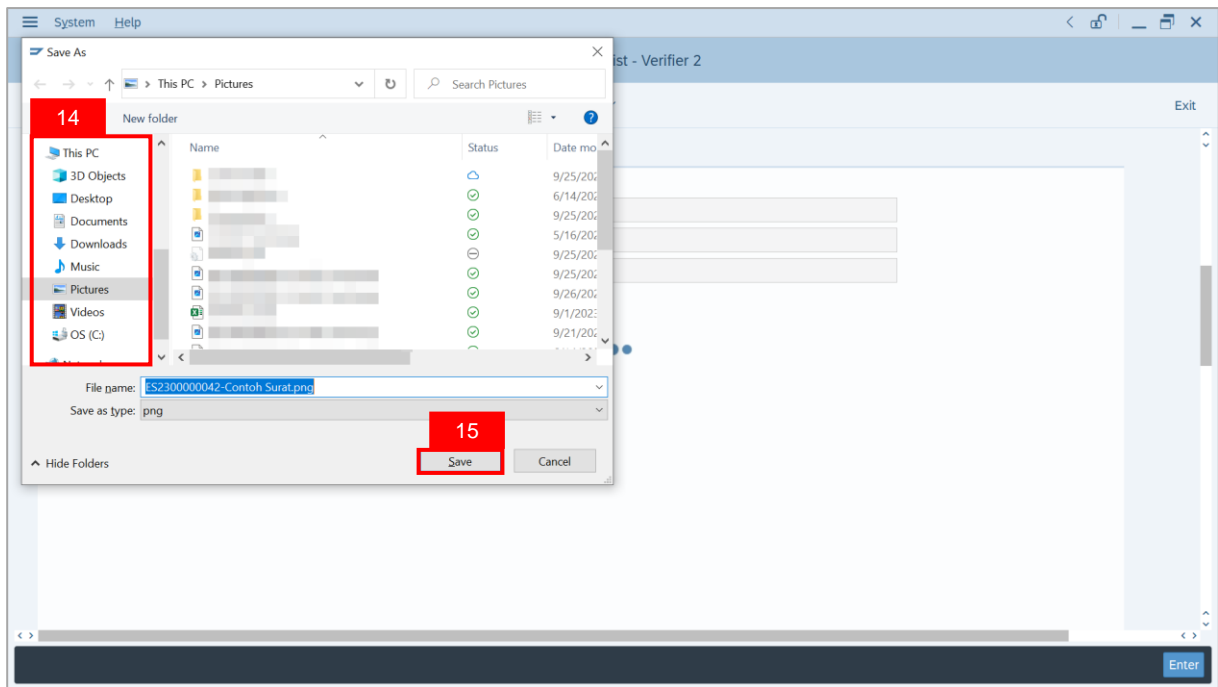 System Help
Save As
ist - Verifier 2
This PC > Pictures
Search Pictures
Exit
14
New folder
Name Status Date mo
This PC
3D Objects
Desktop
Documents
Downloads
Music
Pictures
Videos
OS (C:)
9/25/202
6/14/202
9/25/202
5/16/202
9/25/202
9/25/202
9/26/202
9/1/2023
9/21/202
File name: ES2300000042-Contoh Surat.png
Save as type: png
15
Hide Folders
Save Cancel
Enter